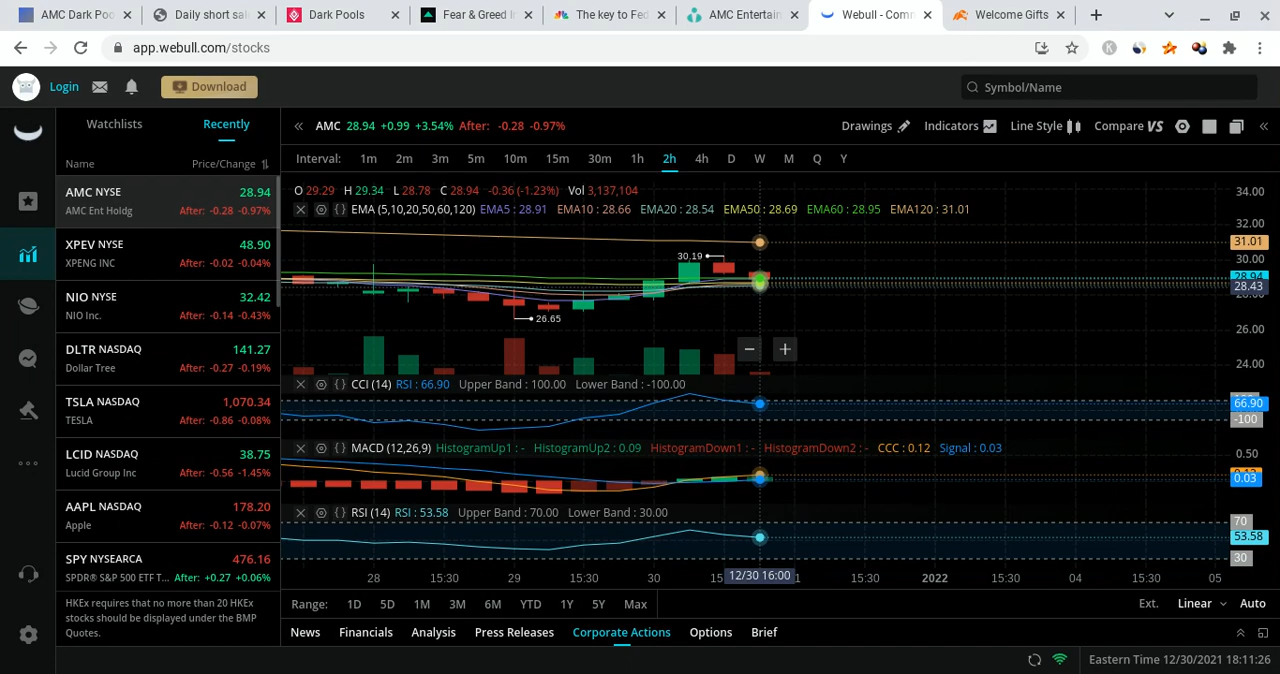 AMC Dark Poo
Daily short sal
Dark Pools
Fear & Greed I
The key to Fed
AMC Entertain
Webull - Com
Welcome Gifts
app.webull.com/stocks
Login
Download
Symbol/Name
Watchlists
Recently
Name
Price/Change
AMC NYSE 28.94
AMC Ent Holdg After: -0.28 -0.97%
XPEV NYSE 48.90
XPENG INC After: -0.02 -0.04%
NIO NYSE 32.42
NIO Inc. After: -0.14 -0.43%
DLTR NASDAQ 141.27
Dollar Tree After: -0.27 -0.19%
TSLA NASDAQ 1,070.34
TESLA After: -0.86 -0.08%
LCID NASDAQ 38.75
Lucid Group Inc After: -0.56 -1.45%
AAPL NASDAQ 178.20
Apple After: -0.12 -0.07%
SPY NYSEARCA 476.16
SPDR® S&P 500 ETF T... After: +0.27 +0.06%
HKEx requires that no more than 20 HKEx
stocks should be displayed under the BMP
Quotes.
AMC 28.94 +0.99 +3.54% After: -0.28 -0.97%
Drawings
Indicators
Line Style
Compare VS
Interval: 1m 2m 3m 5m 10m 15m 30m 1h 2h 4h D W M Q Y
O 29.29 H 29.34 L 28.78 C 28.94 -0.36 (-1.23%) Vol 3,137,104
EMA (5,10,20,50,60,120) EMA5 : 28.91 EMA10 : 28.66 EMA20 : 28.54 EMA50 : 28.69 EMA60 : 28.95 EMA120 : 31.01
34.00
32.00
31.01
30.00
28.94
28.43
26.00
24.00
30.19
26.65
CCI (14) RSI : 66.90 Upper Band : 100.00 Lower Band : -100.00
66.90
-100
MACD (12,26,9) HistogramUp1 : - HistogramUp2 : 0.09 HistogramDown1 : - HistogramDown2 : - CCC : 0.12 Signal : 0.03
0.50
0.03
RSI (14) RSI : 53.58 Upper Band : 70.00 Lower Band : 30.00
70
53.58
30
28 15:30 29 15:30 30 15 12/30 16:00 1 15:30 2022 15:30 04 15:30 05
Range: 1D 5D 1M 3M 6M YTD 1Y 5Y Max
Ext. Linear Auto
News Financials Analysis Press Releases Corporate Actions Options Brief
Eastern Time 12/30/2021 18:11:26